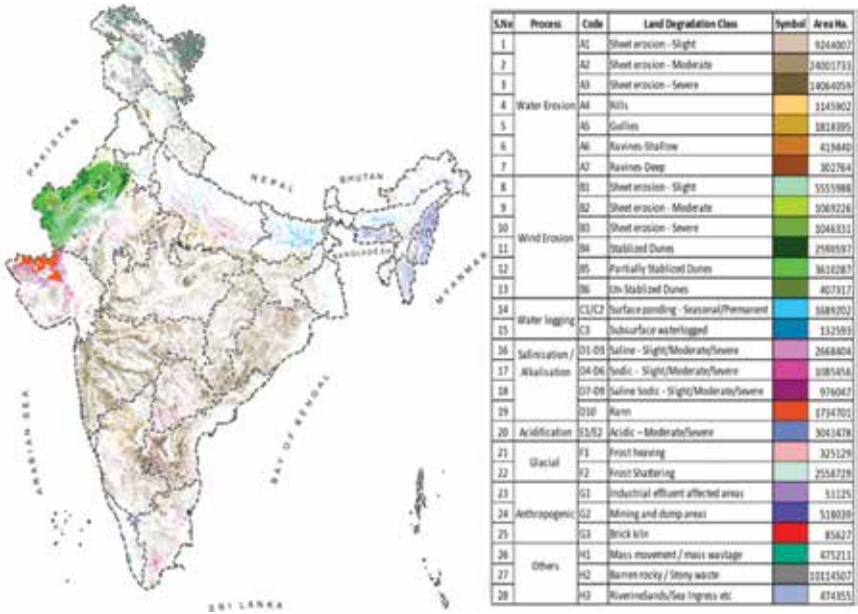 PAKISTAN
NEPAL
BHUTAN
BANGLADESH
MYANMAR
ARABIAN SEA
BAY OF BENGAL
SRI LANKA
S.No Process Code Land Degradation Class Symbol Area Ha.
1 A1 Sheet erosion - Slight 9244007
2 A2 Sheet erosion - Moderate 24001733
3 A3 Sheet erosion - Severe 14064059
4 Water Erosion A4 Rills 1145902
5 A5 Gullies 1818395
6 A6 Ravines-Shallow 419440
7 A7 Ravines-Deep 302764
8 B1 Sheet erosion - Slight 5555988
9 B2 Sheet erosion - Moderate 1069226
10 B3 Sheet erosion - Severe 1046331
11 Wind Erosion B4 Stablized Dunes 2598597
12 B5 Partially Stablized Dunes 3610287
13 B6 Un-Stablized Dunes 407317
14 Water logging C1/C2 Surface ponding - Seasonal/Permanent 3689202
15 C3 Subsurface waterlogged 132593
16 Salinisation / D1-D3 Saline - Slight/Moderate/Severe 2668404
17 Alkalisation D4-D6 Sodic - Slight/Moderate/Severe 1085456
18 D7-D9 Saline Sodic - Slight/Moderate/Severe 976047
19 D10 Rann 1734701
20 Acidification E1/E2 Acidic - Moderate/Severe 3041478
21 Glacial F1 Frost heaving 325129
22 F2 Frost Shattering 2558729
23 G1 Industrial effluent affected areas 51125
24 Anthropogenic G2 Mining and dump areas 518039
25 G3 Brick kiln 85627
26 H1 Mass movement / mass wastage 475211
27 Others H2 Barren rocky / Stony waste 10114507
28 H3 RiverineSands/Sea Ingress etc 474355